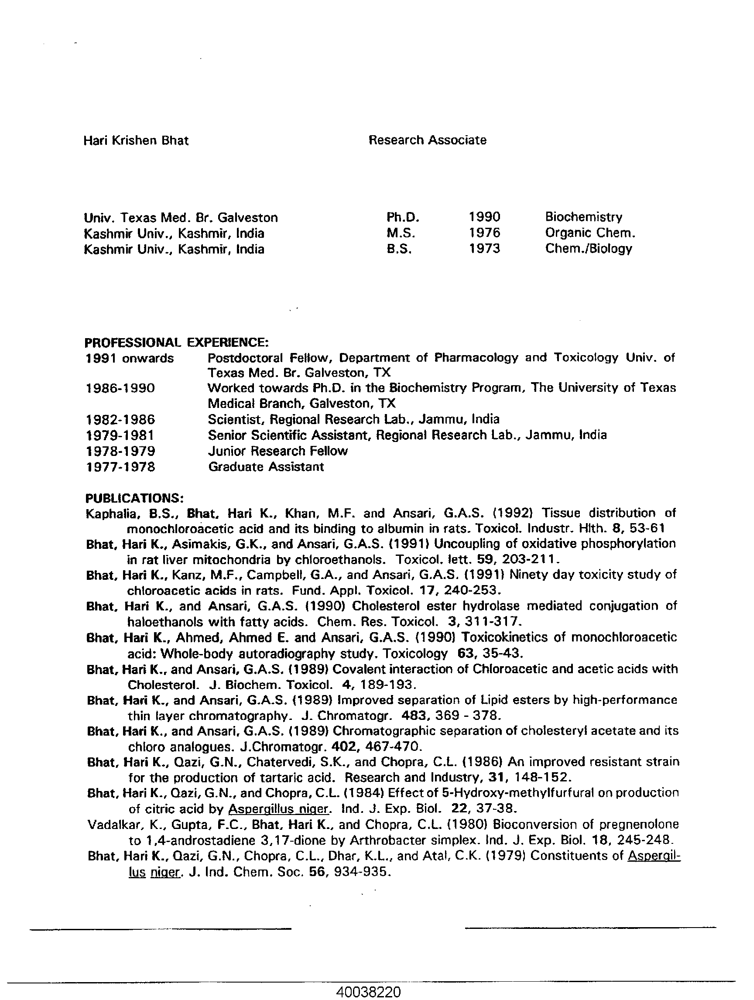 Hari Krishen Bhat Research Associate
Univ. Texas Med. Br. Galveston Ph.D. 1990 Biochemistry
Kashmir Univ., Kashmir, India M.S. 1976 Organic Chem.
Kashmir Univ., Kashmir, India B.S. 1973 Chem./Biology
PROFESSIONAL EXPERIENCE:
1991 onwards Postdoctoral Fellow, Department of Pharmacology and Toxicology Univ. of
Texas Med. Br. Galveston, TX
1986-1990 Worked towards Ph.D. in the Biochemistry Program, The University of Texas
Medical Branch, Galveston, TX
1982-1986 Scientist, Regional Research Lab., Jammu, India
1979-1981 Senior Scientific Assistant, Regional Research Lab., Jammu, India
1978-1979 Junior Research Fellow
1977-1978 Graduate Assistant
PUBLICATIONS:
Kaphalia, B.S., Bhat, Hari K., Khan, M.F. and Ansari, G.A.S. (1992) Tissue distribution of
monochloroacetic acid and its binding to albumin in rats. Toxicol. Industr. Hlth. 8, 53-61
Bhat, Hari K., Asimakis, G.K., and Ansari, G.A.S. (1991) Uncoupling of oxidative phosphorylation
in rat liver mitochondria by chloroethanols. Toxicol. lett. 59, 203-211.
Bhat, Hari K., Kanz, M.F., Campbell, G.A., and Ansari, G.A.S. (1991) Ninety day toxicity study of
chloroacetic acids in rats. Fund. Appl. Toxicol. 17, 240-253.
Bhat, Hari K., and Ansari, G.A.S. (1990) Cholesterol ester hydrolase mediated conjugation of
haloethanols with fatty acids. Chem. Res. Toxicol. 3, 311-317.
Bhat, Hari K., Ahmed, Ahmed E. and Ansari, G.A.S. (1990) Toxicokinetics of monochloroacetic
acid: Whole-body autoradiography study. Toxicology 63, 35-43.
Bhat, Hari K., and Ansari, G.A.S. (1989) Covalent interaction of Chloroacetic and acetic acids with
Cholesterol. J. Biochem. Toxicol. 4, 189-193.
Bhat, Hari K., and Ansari, G.A.S. (1989) Improved separation of Lipid esters by high-performance
thin layer chromatography. J. Chromatogr. 483, 369 - 378.
Bhat, Hari K., and Ansari, G.A.S. (1989) Chromatographic separation of cholesteryl acetate and its
chloro analogues. J.Chromatogr. 402, 467-470.
Bhat, Hari K., Qazi, G.N., Chatervedi, S.K., and Chopra, C.L. (1986) An improved resistant strain
for the production of tartaric acid. Research and Industry, 31, 148-152.
Bhat, Hari K., Qazi, G.N., and Chopra, C.L. (1984) Effect of 5-Hydroxy-methylfurfural on production
of citric acid by Aspergillus niger. Ind. J. Exp. Biol. 22, 37-38.
Vadalkar, K., Gupta, F.C., Bhat, Hari K., and Chopra, C.L. (1980) Bioconversion of pregnenolone
to 1,4-androstadiene 3,17-dione by Arthrobacter simplex. Ind. J. Exp. Biol. 18, 245-248.
Bhat, Hari K., Qazi, G.N., Chopra, C.L., Dhar, K.L., and Atal, C.K. (1979) Constituents of Aspergil-
lus niger. J. Ind. Chem. Soc. 56, 934-935.
40038220